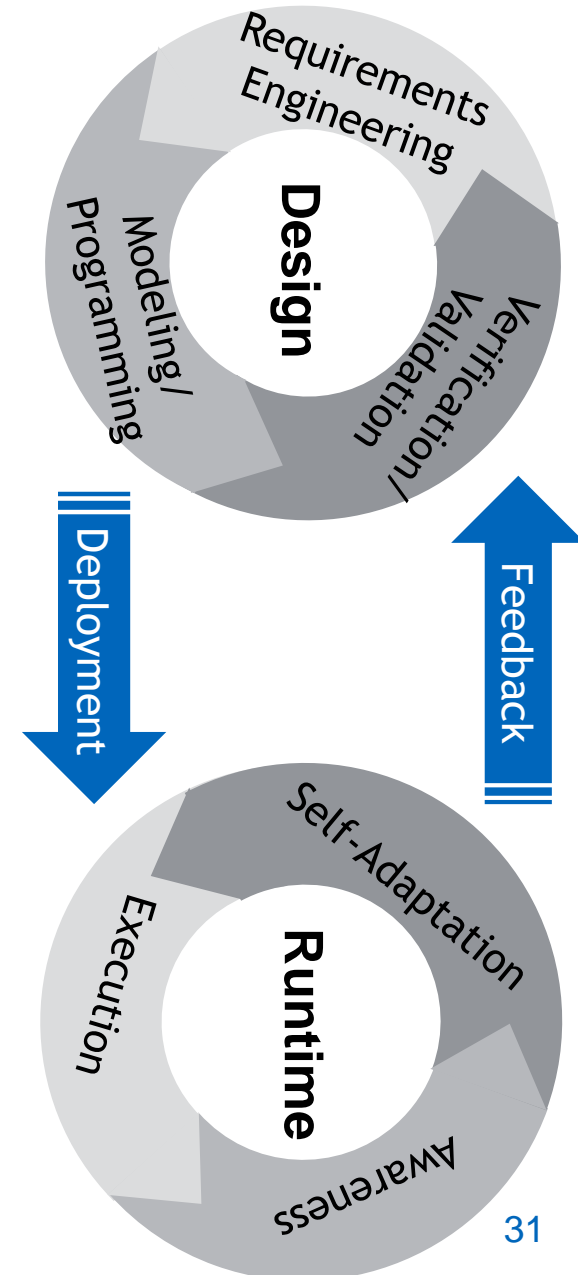 Requirements
Engineering
Design
Modeling/
Programming
Verification/
Validation
Deployment
Feedback
Self-Adaptation
Execution
Runtime
Awareness
31